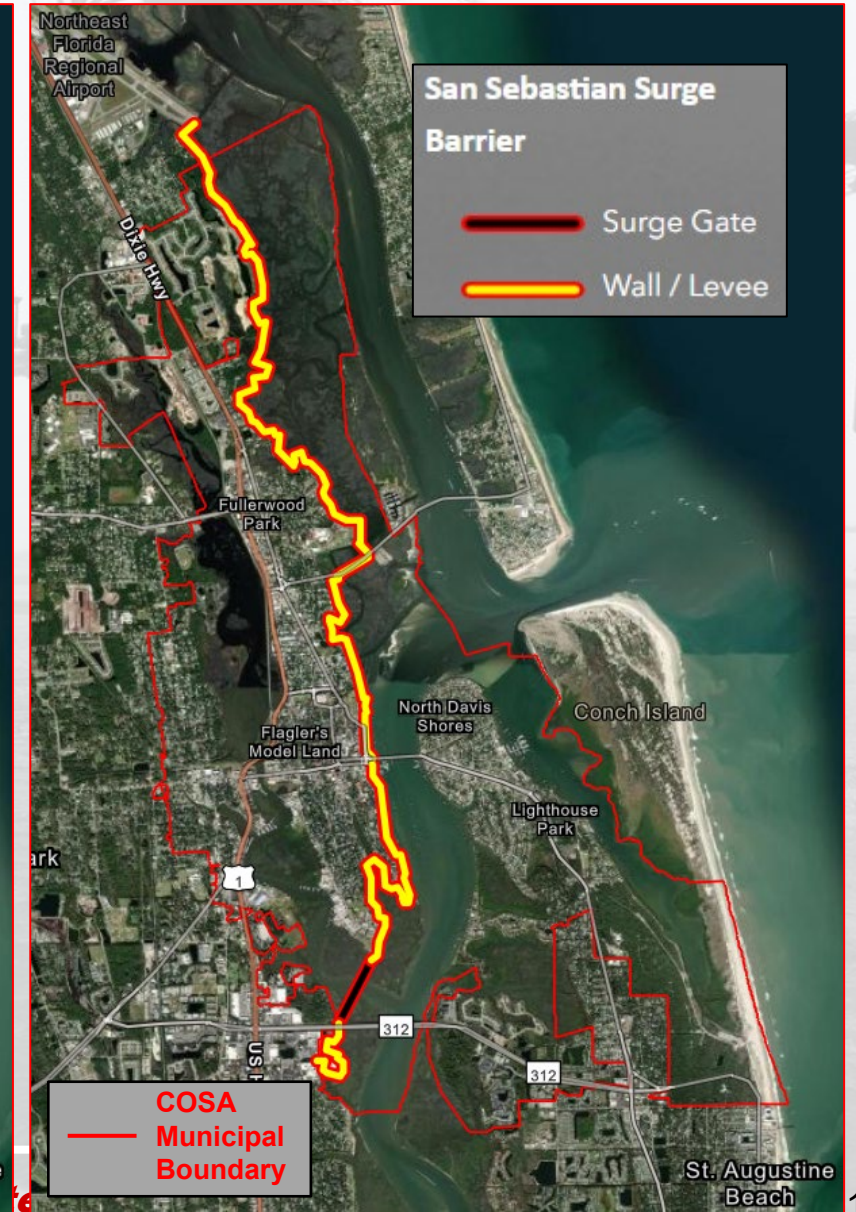 Northeast
Florida
Regional
Airport
San Sebastian Surge
Barrier
Surge Gate
Wall / Levee
Dixie Hwy
Fullerwood
Park
North Davis
Shores
Conch Island
Flagler's
Model Land
Lighthouse
Park
ark
1
312
312
US
COSA
Municipal
Boundary
St. Augustine
Beach